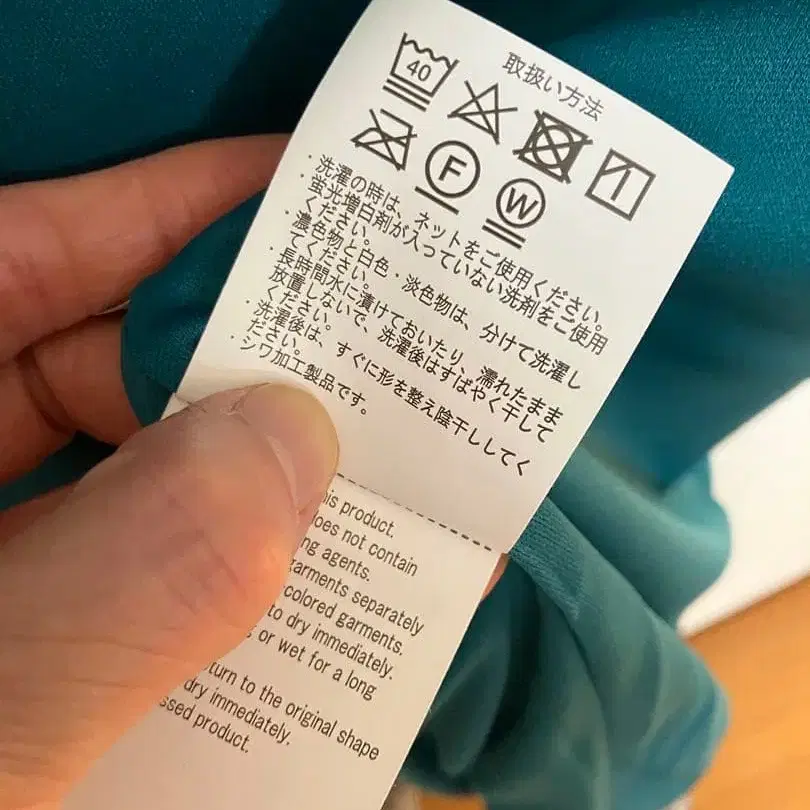 取扱い方法
40
F
W
・洗濯の時は、ネットをご使用ください。
・蛍光増白剤が入っていない洗剤をご使用
ください。
・濃色物と白色・淡色物は、分けて洗濯し
てください。
・長時間水に漬けておいたり、濡れたまま
放置しないで、洗濯後はすばやく干して
ください。
・洗濯後は、すぐに形を整え陰干ししてく
ださい。
・シワ加工製品です。
this product.
does not contain
agents.
garments separately
colored garments.
to dry immediately.
or wet for a long
return to the original shape
dry immediately.
product.